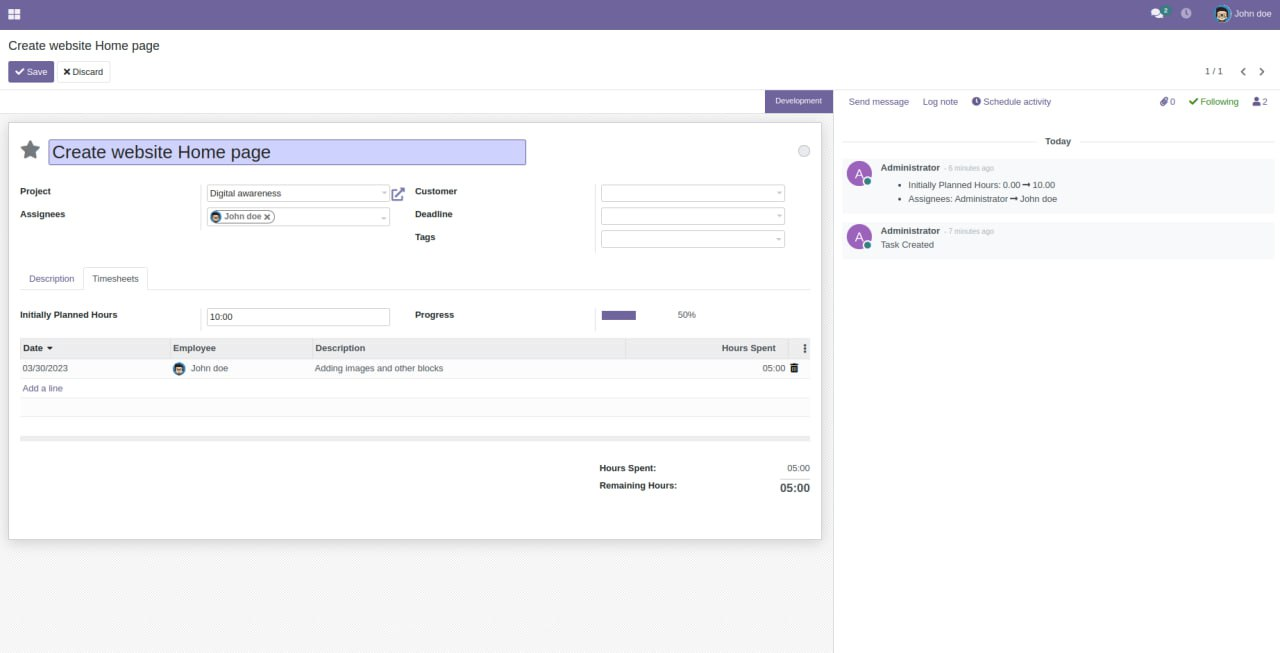 2
John doe
Create website Home page
Save
Discard
1 / 1
Development
Send message
Log note
Schedule activity
0
Following
2
Create website Home page
Project
Digital awareness
Assignees
John doe
Customer
Deadline
Tags
Description
Timesheets
Initially Planned Hours
10:00
Progress
50%
Date
Employee
Description
Hours Spent
03/30/2023
John doe
Adding images and other blocks
05:00
Add a line
Hours Spent:
05:00
Remaining Hours:
05:00
Today
A
Administrator - 6 minutes ago
Initially Planned Hours: 0.00 → 10.00
Assignees: Administrator → John doe
A
Administrator - 7 minutes ago
Task Created